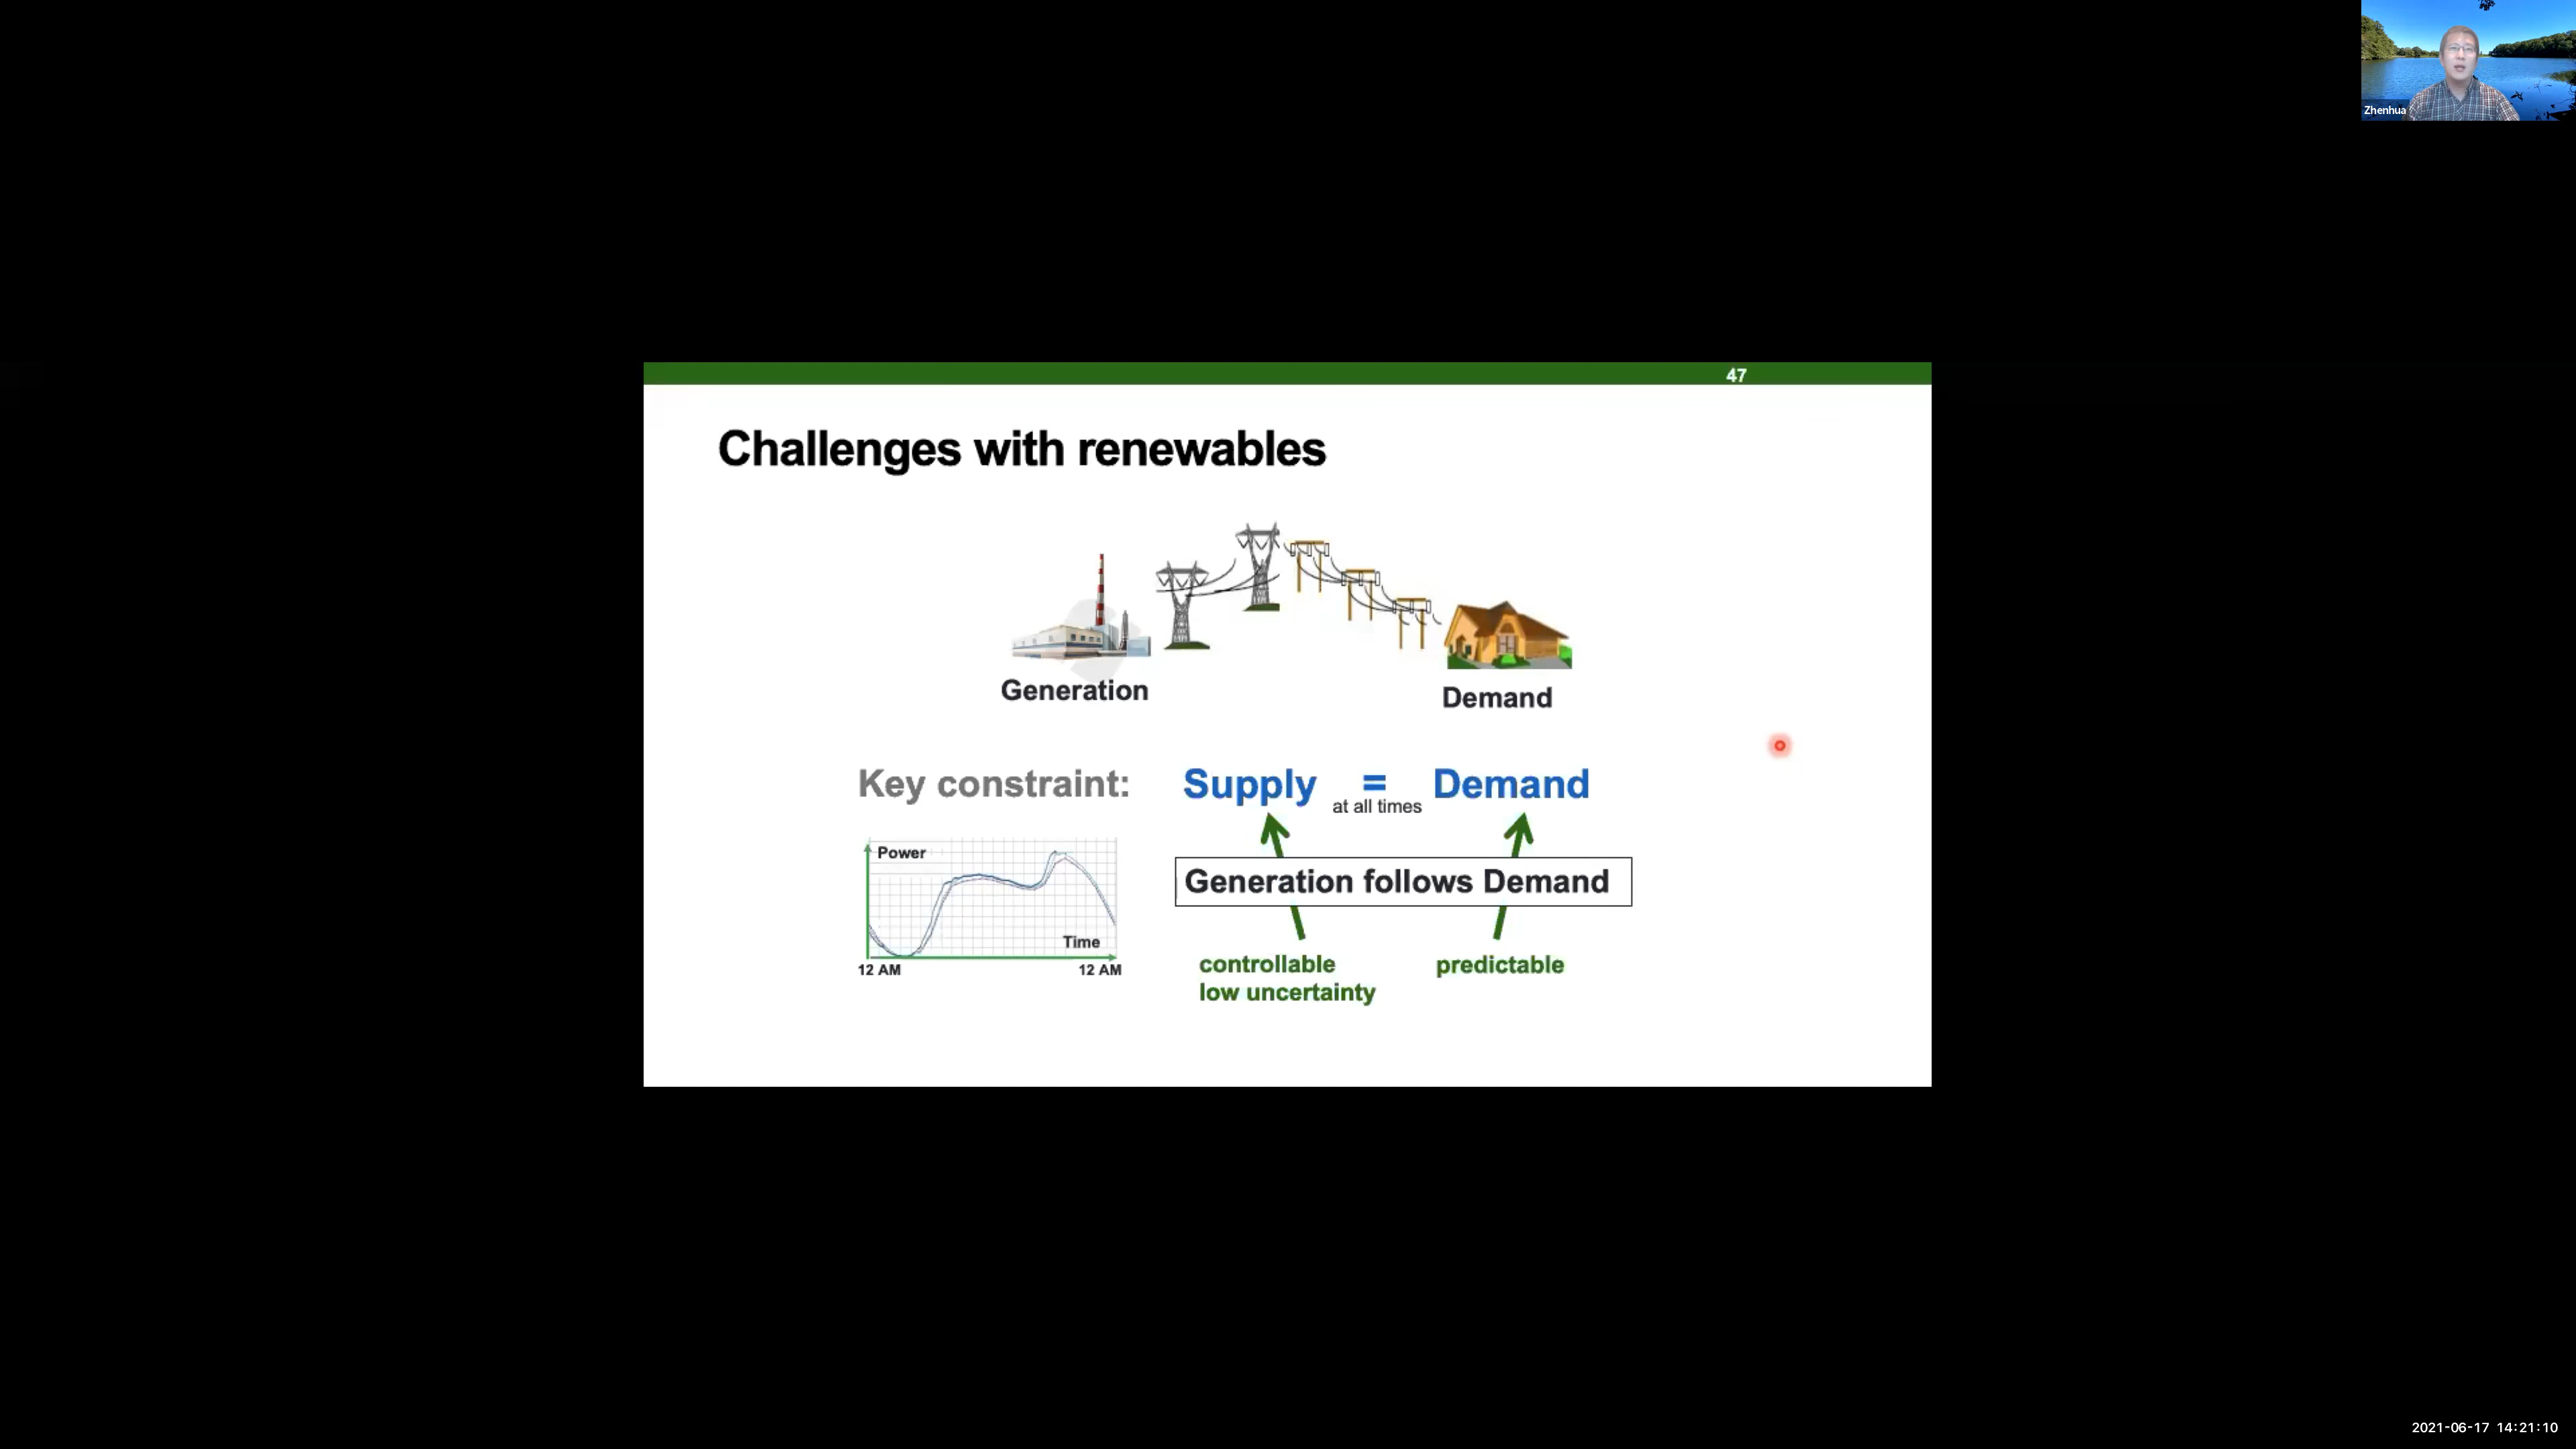 Zhenhua
47
Challenges with renewables
Generation
Demand
Key constraint: Supply = Demand
at all times
Power
Generation follows Demand
Time
12 AM 12 AM
controllable predictable
low uncertainty
2021-06-17 14:21:10